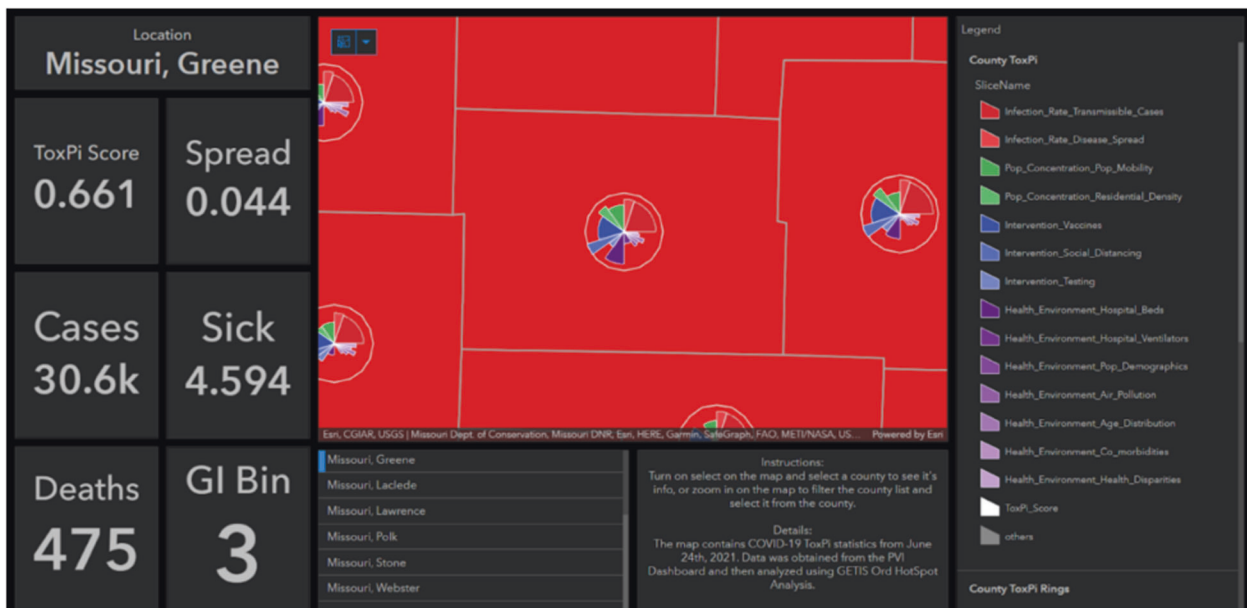 Location
Missouri, Greene
ToxPi Score
0.661
Spread
0.044
Cases
30.6k
Sick
4.594
Deaths
475
GI Bin
3
Esri, CGIAR, USGS | Missouri Dept. of Conservation, Missouri DNR, Esri, HERE, Garmin, SafeGraph, FAO, METI/NASA, US... Powered by Esri
Missouri, Greene
Missouri, Laclede
Missouri, Lawrence
Missouri, Polk
Missouri, Stone
Missouri, Webster
Instructions:
Turn on select on the map and select a county to see it's
info, or zoom in on the map to filter the county list and
select it from the county.
Details:
The map contains COVID-19 ToxPi statistics from June
24th, 2021. Data was obtained from the PVI
Dashboard and then analyzed using GETIS Ord HotSpot
Analysis.
Legend
County ToxPi
SliceName
Infection_Rate_Transmissible_Cases
Infection_Rate_Disease_Spread
Pop_Concentration_Pop_Mobility
Pop_Concentration_Residential_Density
Intervention_Vaccines
Intervention_Social_Distancing
Intervention_Testing
Health_Environment_Hospital_Beds
Health_Environment_Hospital_Ventilators
Health_Environment_Pop_Demographics
Health_Environment_Air_Pollution
Health_Environment_Age_Distribution
Health_Environment_Co_morbidities
Health_Environment_Health_Disparities
ToxPi_Score
others
County ToxPi Rings